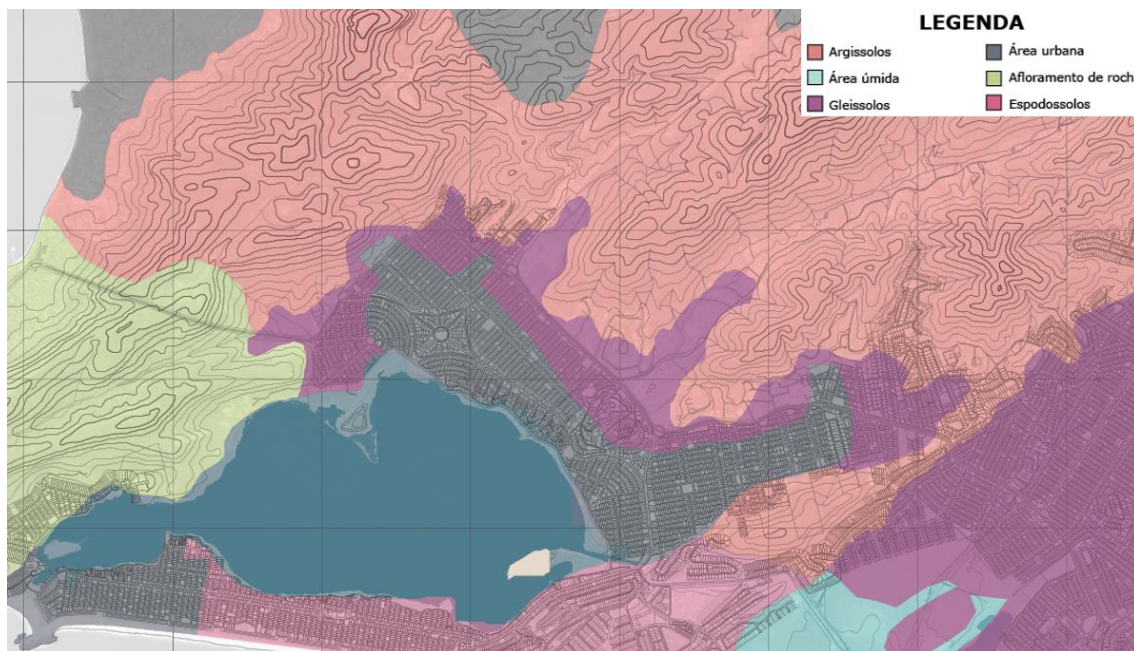 LEGENDA
Argissolos
Área urbana
Área úmida
Afloramento de roch
Gleissolos
Espodossolos